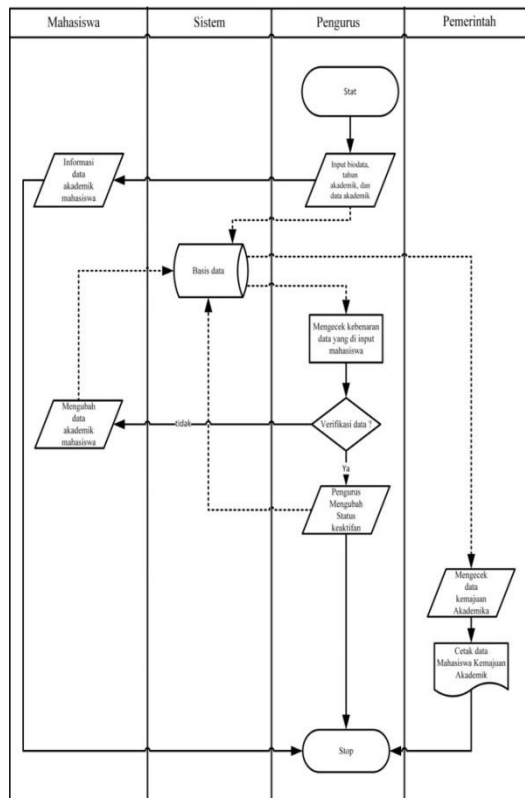 Mahasiswa
Sistem
Pengurus
Pemerintah
Stat
Informasi
data
akademik
mahasiswa
Input biodata,
tahun
akademik, dan
data akademik
Basis data
Mengecek kebenaran
data yang di input
mahasiswa
Mengubah
data
akademik
mahasiswa
tidak
Verifikasi data ?
Ya
Pengurus
Mengubah
Status
keaktifan
Mengecek
data
kemajuan
Akademika
Cetak data
Mahasiswa Kemajuan
Akademik
Stop